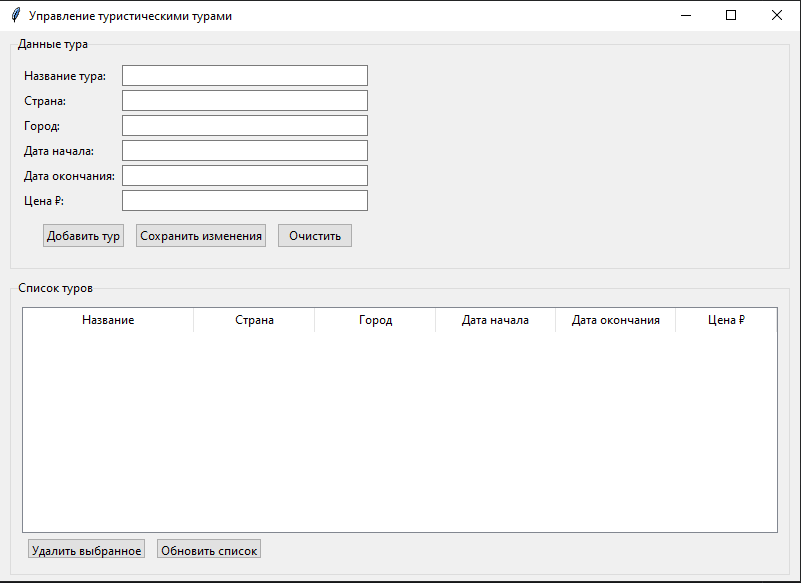 Управление туристическими турами
Данные тура
Название тура:
Страна:
Город:
Дата начала:
Дата окончания:
Цена ₽:
Добавить тур Сохранить изменения Очистить
Список туров
Название Страна Город Дата начала Дата окончания Цена ₽
Удалить выбранное Обновить список